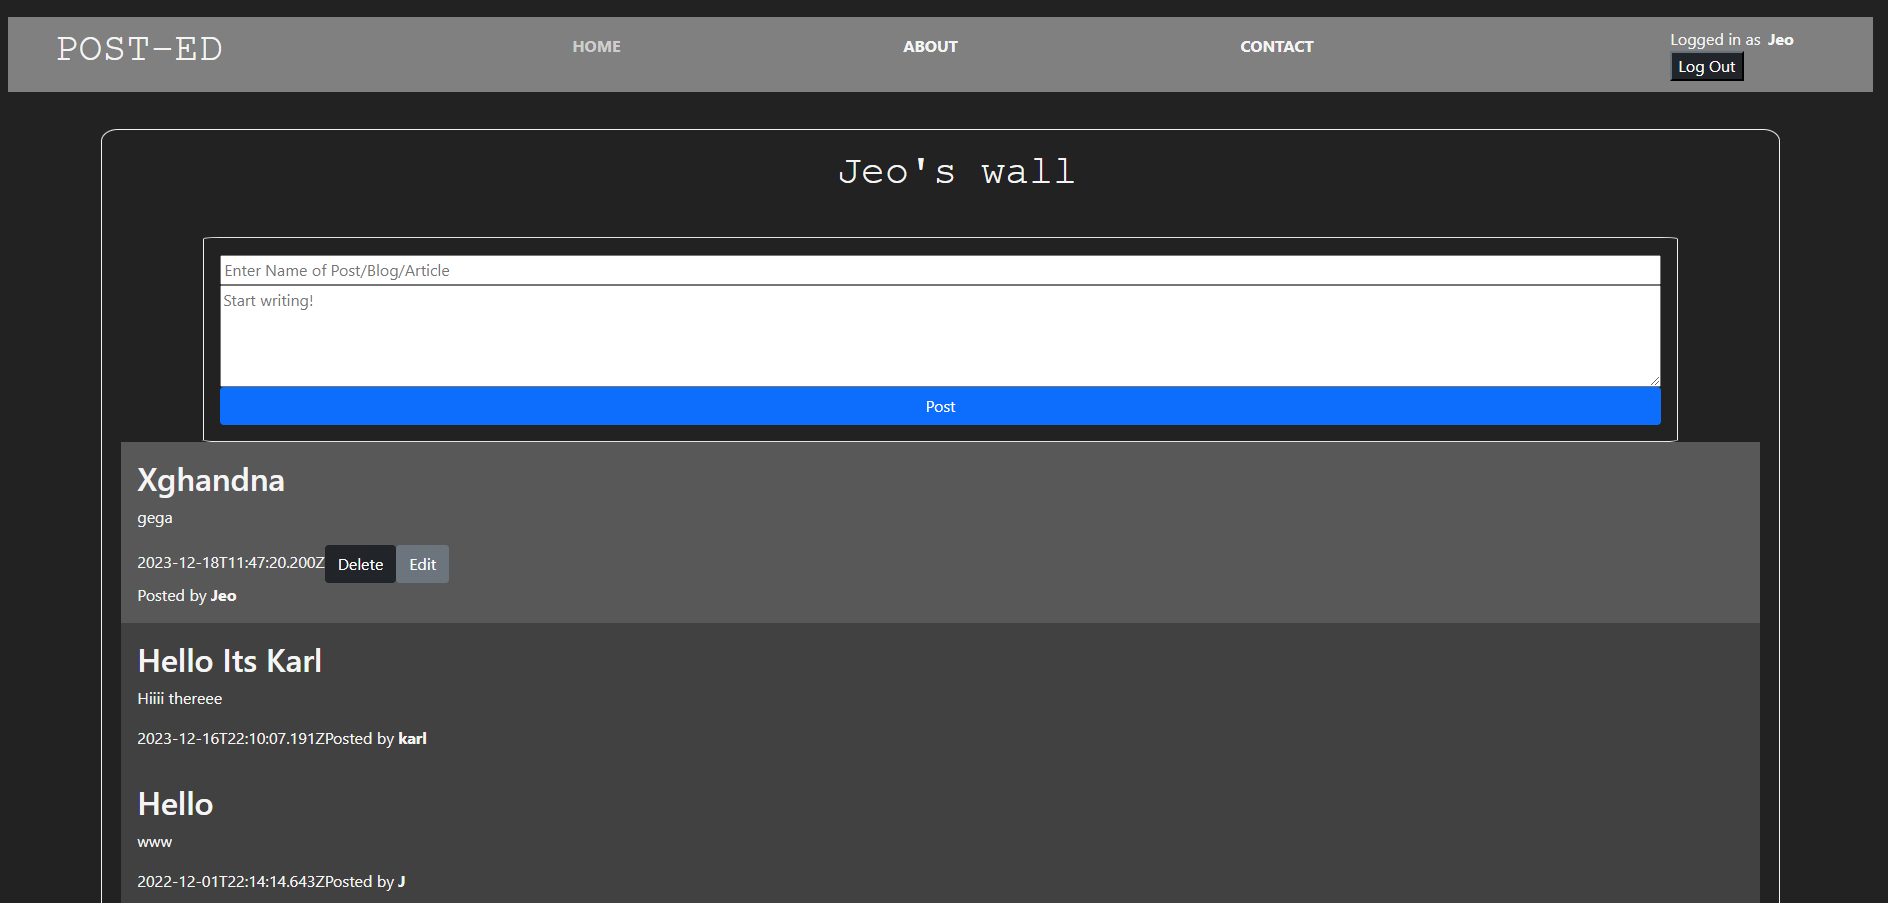 POST-ED
HOME
ABOUT
CONTACT
Logged in as Jeo
Log Out
Jeo's wall
Enter Name of Post/Blog/Article
Start writing!
Post
Xghandna
gega
2023-12-18T11:47:20.200Z Delete Edit
Posted by Jeo
Hello Its Karl
Hiiii thereee
2023-12-16T22:10:07.191ZPosted by karl
Hello
www
2022-12-01T22:14:14.643ZPosted by J